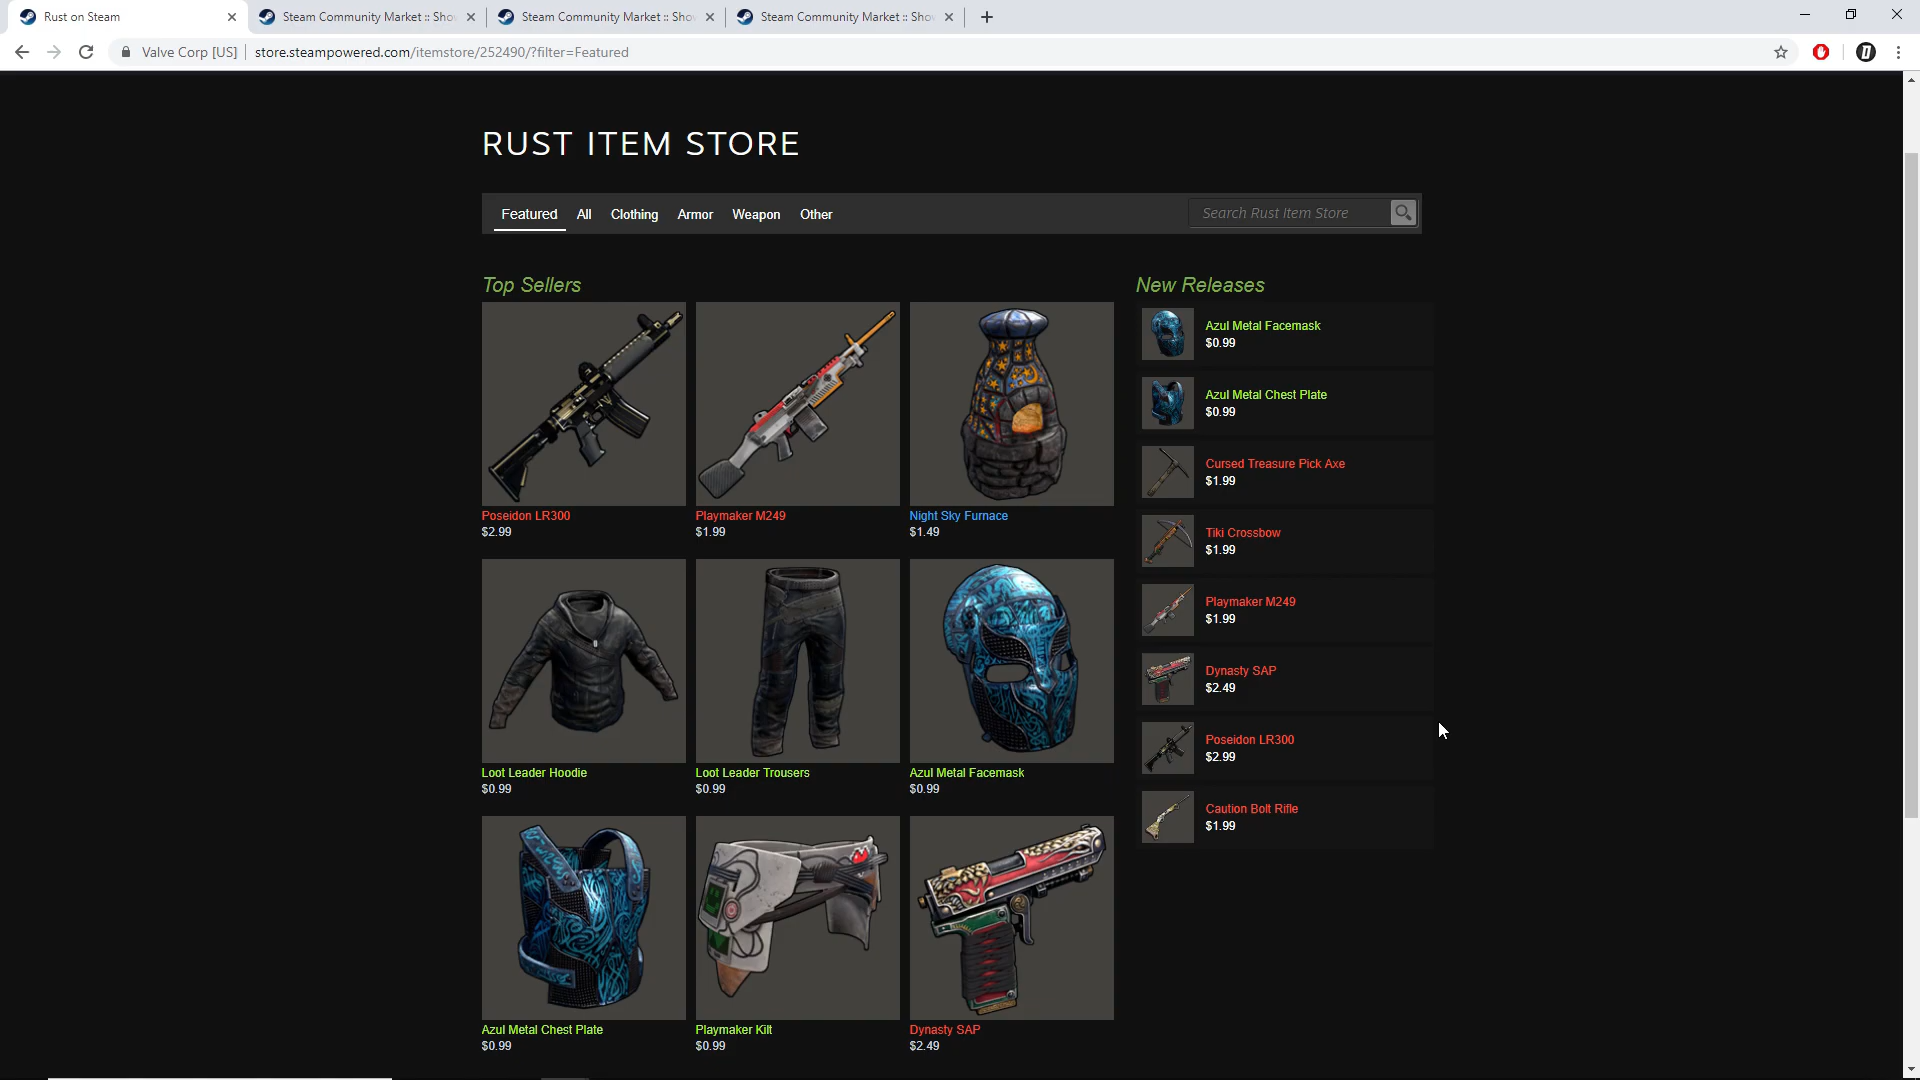 Rust on Steam
Steam Community Market :: Sho
Steam Community Market :: Sho
Steam Community Market :: Sho
Valve Corp [US]
store.steampowered.com/itemstore/252490/?filter=Featured
RUST ITEM STORE
Featured All Clothing Armor Weapon Other
Search Rust Item Store
Top Sellers
Poseidon LR300
$2.99
Playmaker M249
$1.99
Night Sky Furnace
$1.49
Loot Leader Hoodie
$0.99
Loot Leader Trousers
$0.99
Azul Metal Facemask
$0.99
Azul Metal Chest Plate
$0.99
Playmaker Kilt
$0.99
Dynasty SAP
$2.49
New Releases
Azul Metal Facemask
$0.99
Azul Metal Chest Plate
$0.99
Cursed Treasure Pick Axe
$1.99
Tiki Crossbow
$1.99
Playmaker M249
$1.99
Dynasty SAP
$2.49
Poseidon LR300
$2.99
Caution Bolt Rifle
$1.99